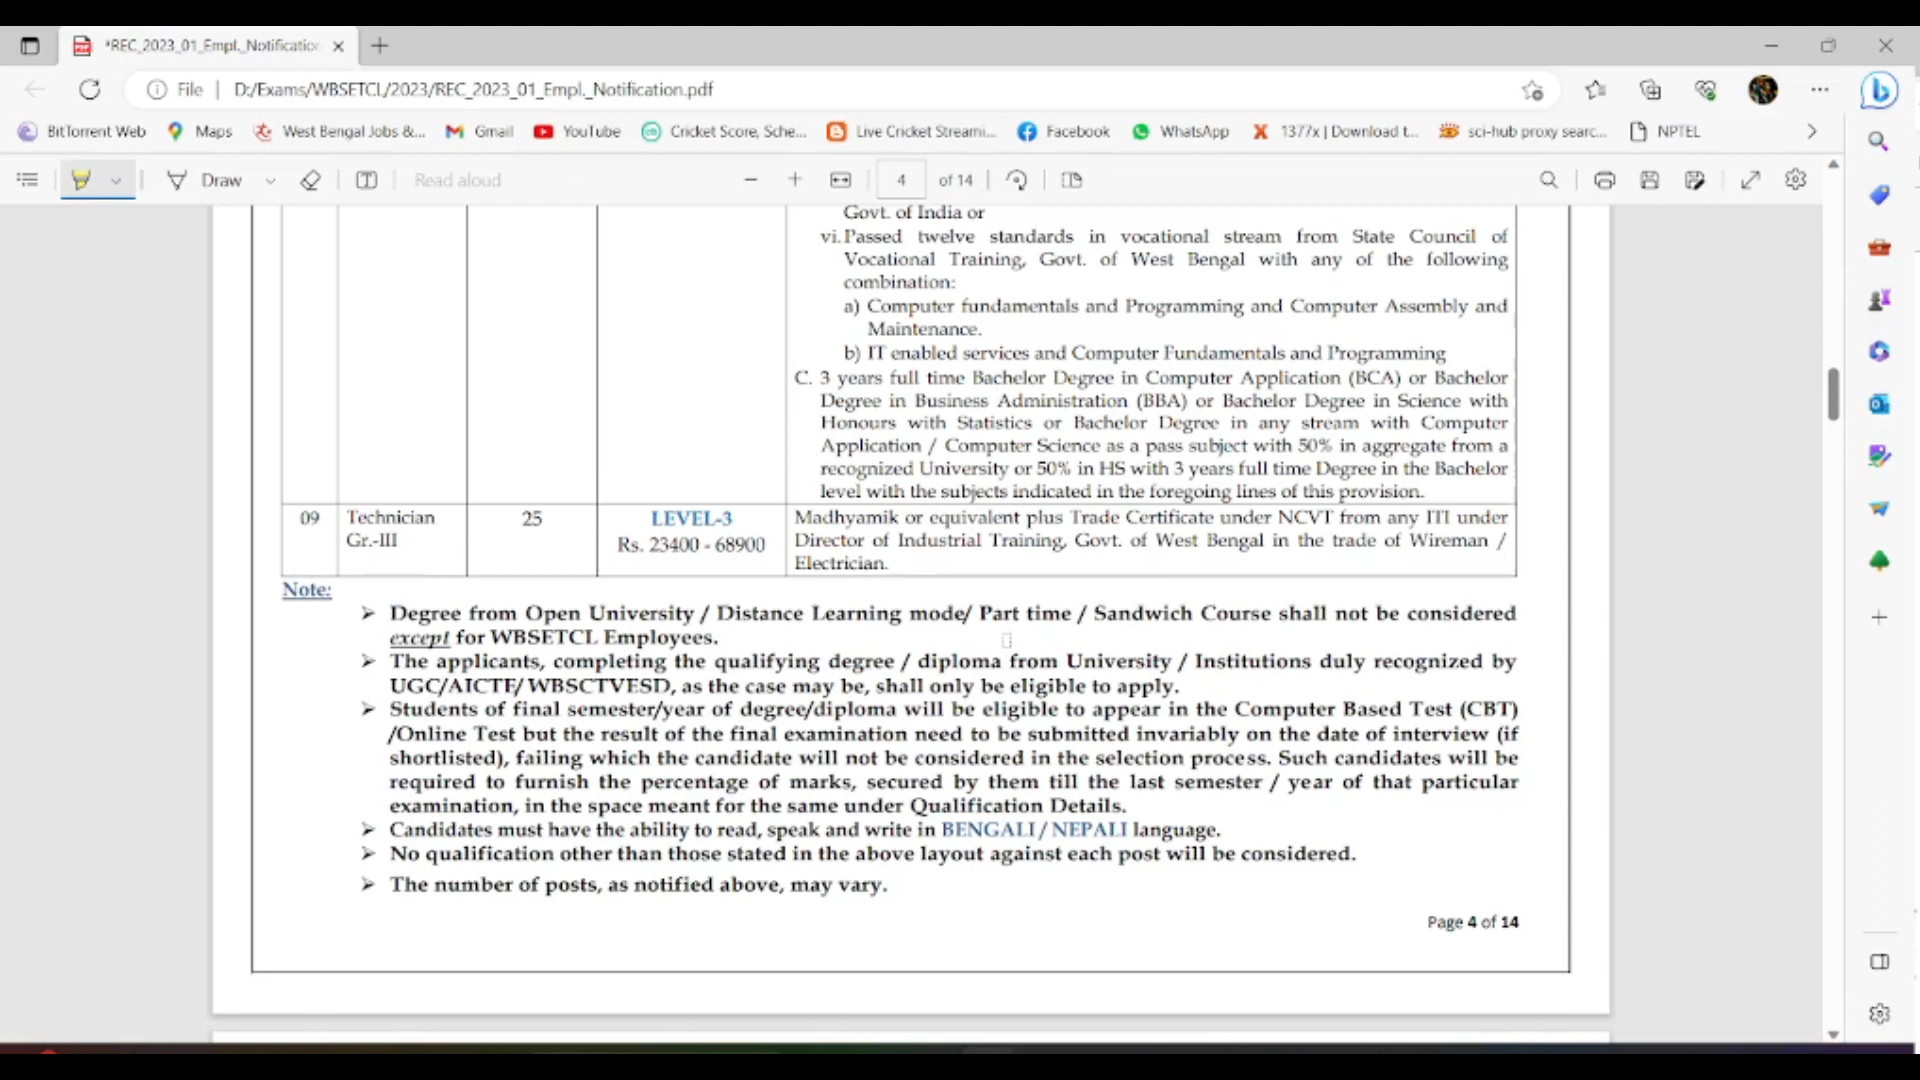 *REC_2023_01_Empl._Notification
File | D:/Exams/WBSETCL/2023/REC_2023_01_Empl._Notification.pdf
BitTorrent Web Maps West Bengal Jobs &... Gmail YouTube Cricket Score, Sche... Live Cricket Streami... Facebook WhatsApp 1377x | Download t... sci-hub proxy searc... NPTEL
Draw Read aloud 4 of 14
Govt. of India or
vi. Passed twelve standards in vocational stream from State Council of
Vocational Training, Govt. of West Bengal with any of the following
combination:
a) Computer fundamentals and Programming and Computer Assembly and
Maintenance.
b) IT enabled services and Computer Fundamentals and Programming
C. 3 years full time Bachelor Degree in Computer Application (BCA) or Bachelor
Degree in Business Administration (BBA) or Bachelor Degree in Science with
Honours with Statistics or Bachelor Degree in any stream with Computer
Application / Computer Science as a pass subject with 50% in aggregate from a
recognized University or 50% in HS with 3 years full time Degree in the Bachelor
level with the subjects indicated in the foregoing lines of this provision.
09 Technician 25 LEVEL-3 Madhyamik or equivalent plus Trade Certificate under NCVT from any ITI under
Gr.-III Rs. 23400 - 68900 Director of Industrial Training, Govt. of West Bengal in the trade of Wireman /
Electrician.
Note:
➢ Degree from Open University / Distance Learning mode/ Part time / Sandwich Course shall not be considered
except for WBSETCL Employees.
➢ The applicants, completing the qualifying degree / diploma from University / Institutions duly recognized by
UGC/AICTE/ WBSCTVESD, as the case may be, shall only be eligible to apply.
➢ Students of final semester/year of degree/diploma will be eligible to appear in the Computer Based Test (CBT)
/Online Test but the result of the final examination need to be submitted invariably on the date of interview (if
shortlisted), failing which the candidate will not be considered in the selection process. Such candidates will be
required to furnish the percentage of marks, secured by them till the last semester / year of that particular
examination, in the space meant for the same under Qualification Details.
➢ Candidates must have the ability to read, speak and write in BENGALI / NEPALI language.
➢ No qualification other than those stated in the above layout against each post will be considered.
➢ The number of posts, as notified above, may vary.
Page 4 of 14